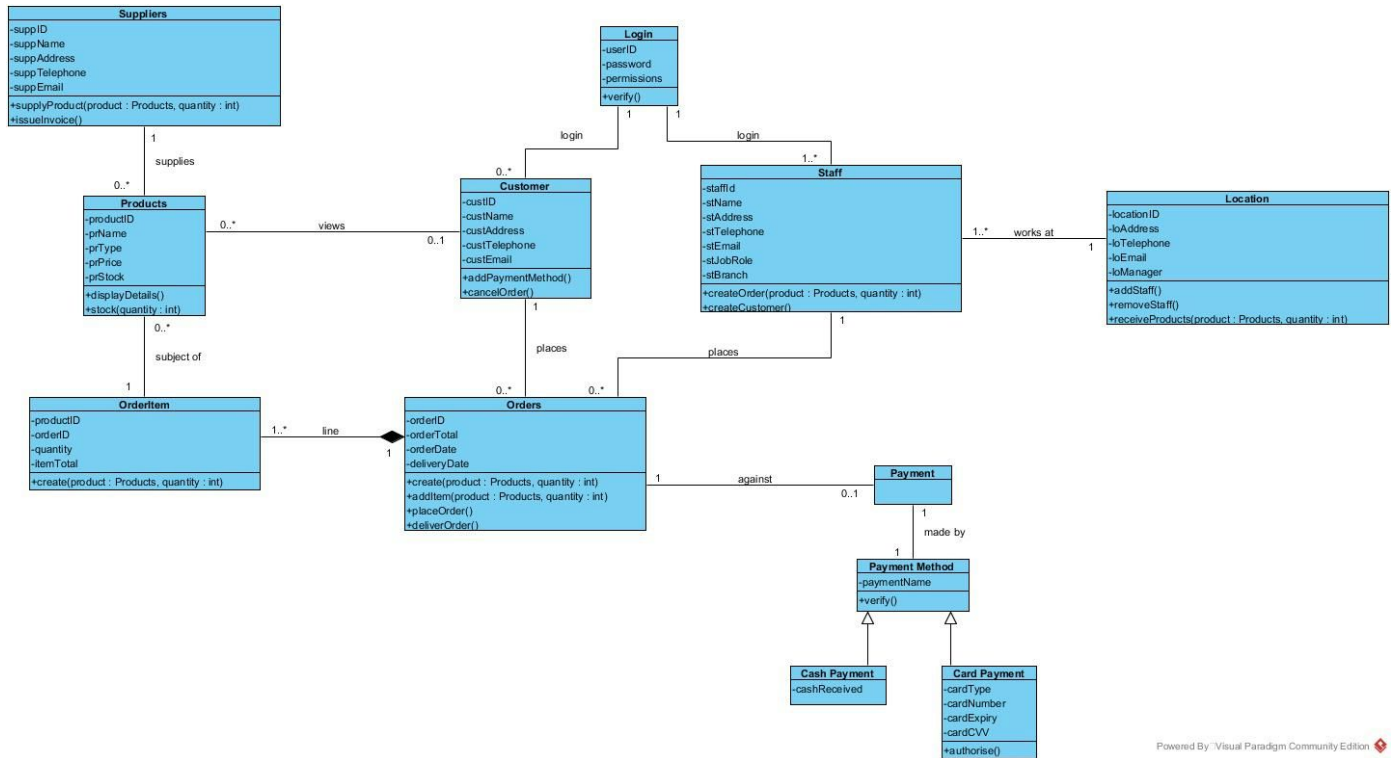 Suppliers
-suppID
-suppName
-suppAddress
-suppTelephone
-suppEmail
+supplyProduct(product : Products, quantity : int)
+issueInvoice()
1
supplies
0..*
Login
-userID
-password
-permissions
+verify()
1
1
login
login
0..*
1..*
Products
-productID
-prName
-prType
-prPrice
-prStock
+displayDetails()
+stock(quantity : int)
0..*
views
0..1
Customer
-custID
-custName
-custAddress
-custTelephone
-custEmail
+addPaymentMethod()
+cancelOrder()
Staff
-staffId
-stName
-stAddress
-stTelephone
-stEmail
-stJobRole
-stBranch
+createOrder(product : Products, quantity : int)
+createCustomer()
1..*
works at
1
Location
-locationID
-loAddress
-loTelephone
-loEmail
-loManager
+addStaff()
+removeStaff()
+receiveProducts(product : Products, quantity : int)
0..*
subject of
1
1
places
0..*
1
places
0..*
OrderItem
-productID
-orderID
-quantity
-itemTotal
+create(product : Products, quantity : int)
1..*
line
1
Orders
-orderID
-orderTotal
-orderDate
-deliveryDate
+create(product : Products, quantity : int)
+addItem(product : Products, quantity : int)
+placeOrder()
+deliverOrder()
1
against
0..1
Payment
1
made by
1
Payment Method
-paymentName
+verify()
Cash Payment
-cashReceived
Card Payment
-cardType
-cardNumber
-cardExpiry
-cardCVV
+authorise()
Powered By Visual Paradigm Community Edition